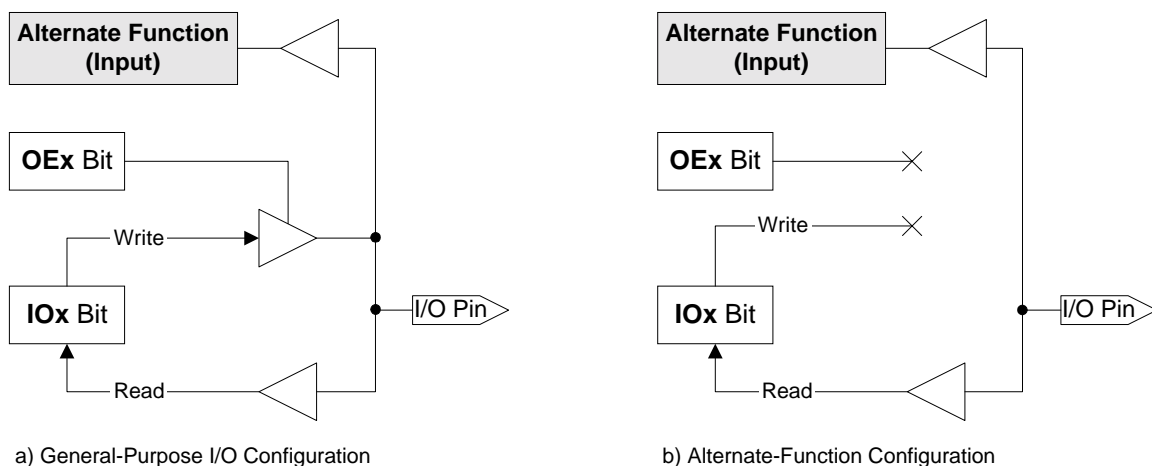 Alternate Function
(Input)
OEx Bit
Write
IOx Bit
I/O Pin
Read
a) General-Purpose I/O Configuration
Alternate Function
(Input)
OEx Bit
Write
IOx Bit
I/O Pin
Read
b) Alternate-Function Configuration